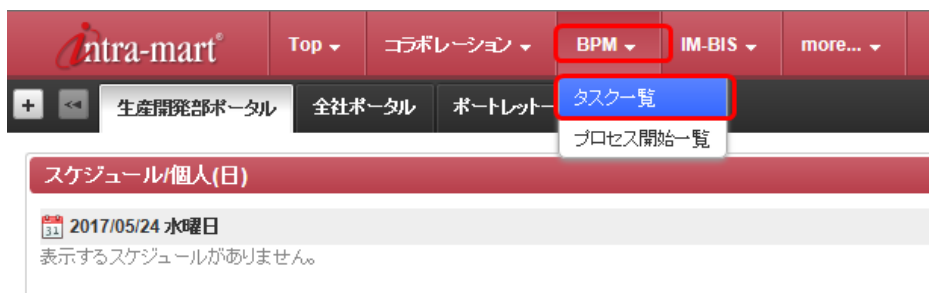 intra-mart® Top コラボレーション BPM IM-BIS more...
+ 生産開発部ポータル 全社ポータル ポートレット
タスク一覧
プロセス開始一覧
スケジュール/個人(日)
31 2017/05/24 水曜日
表示するスケジュールがありません。